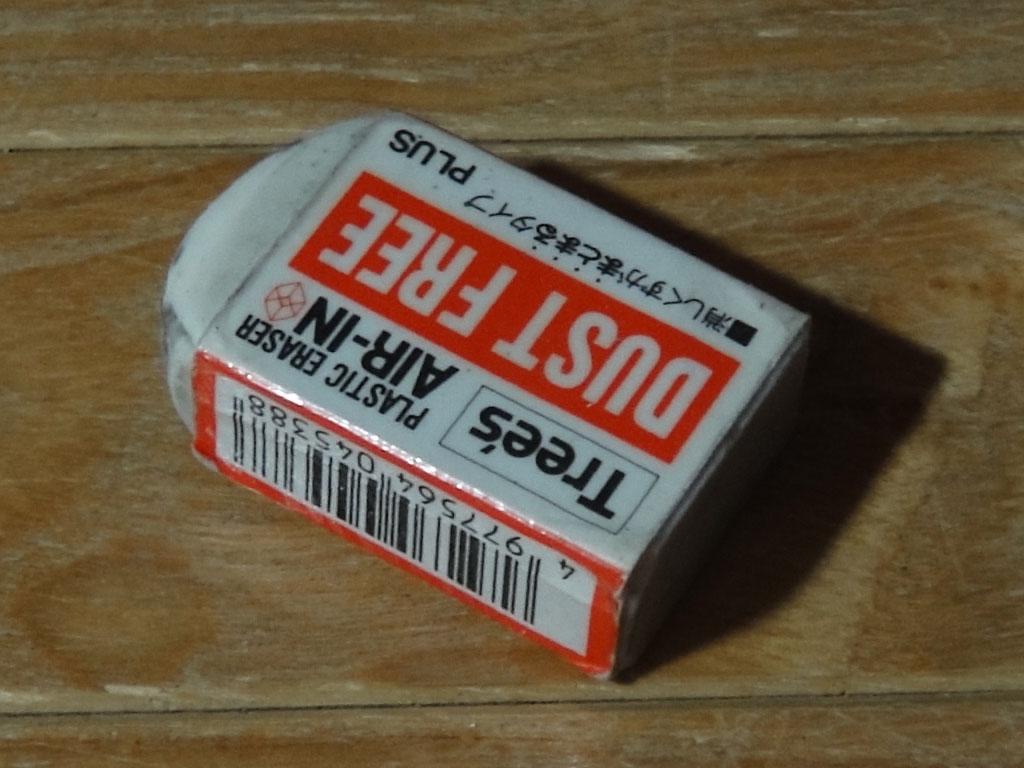 Tree's
PLASTIC ERASER
AIR-IN
DUST FREE
■消しくずがまとまるタイプ PLUS
4 977564 045388